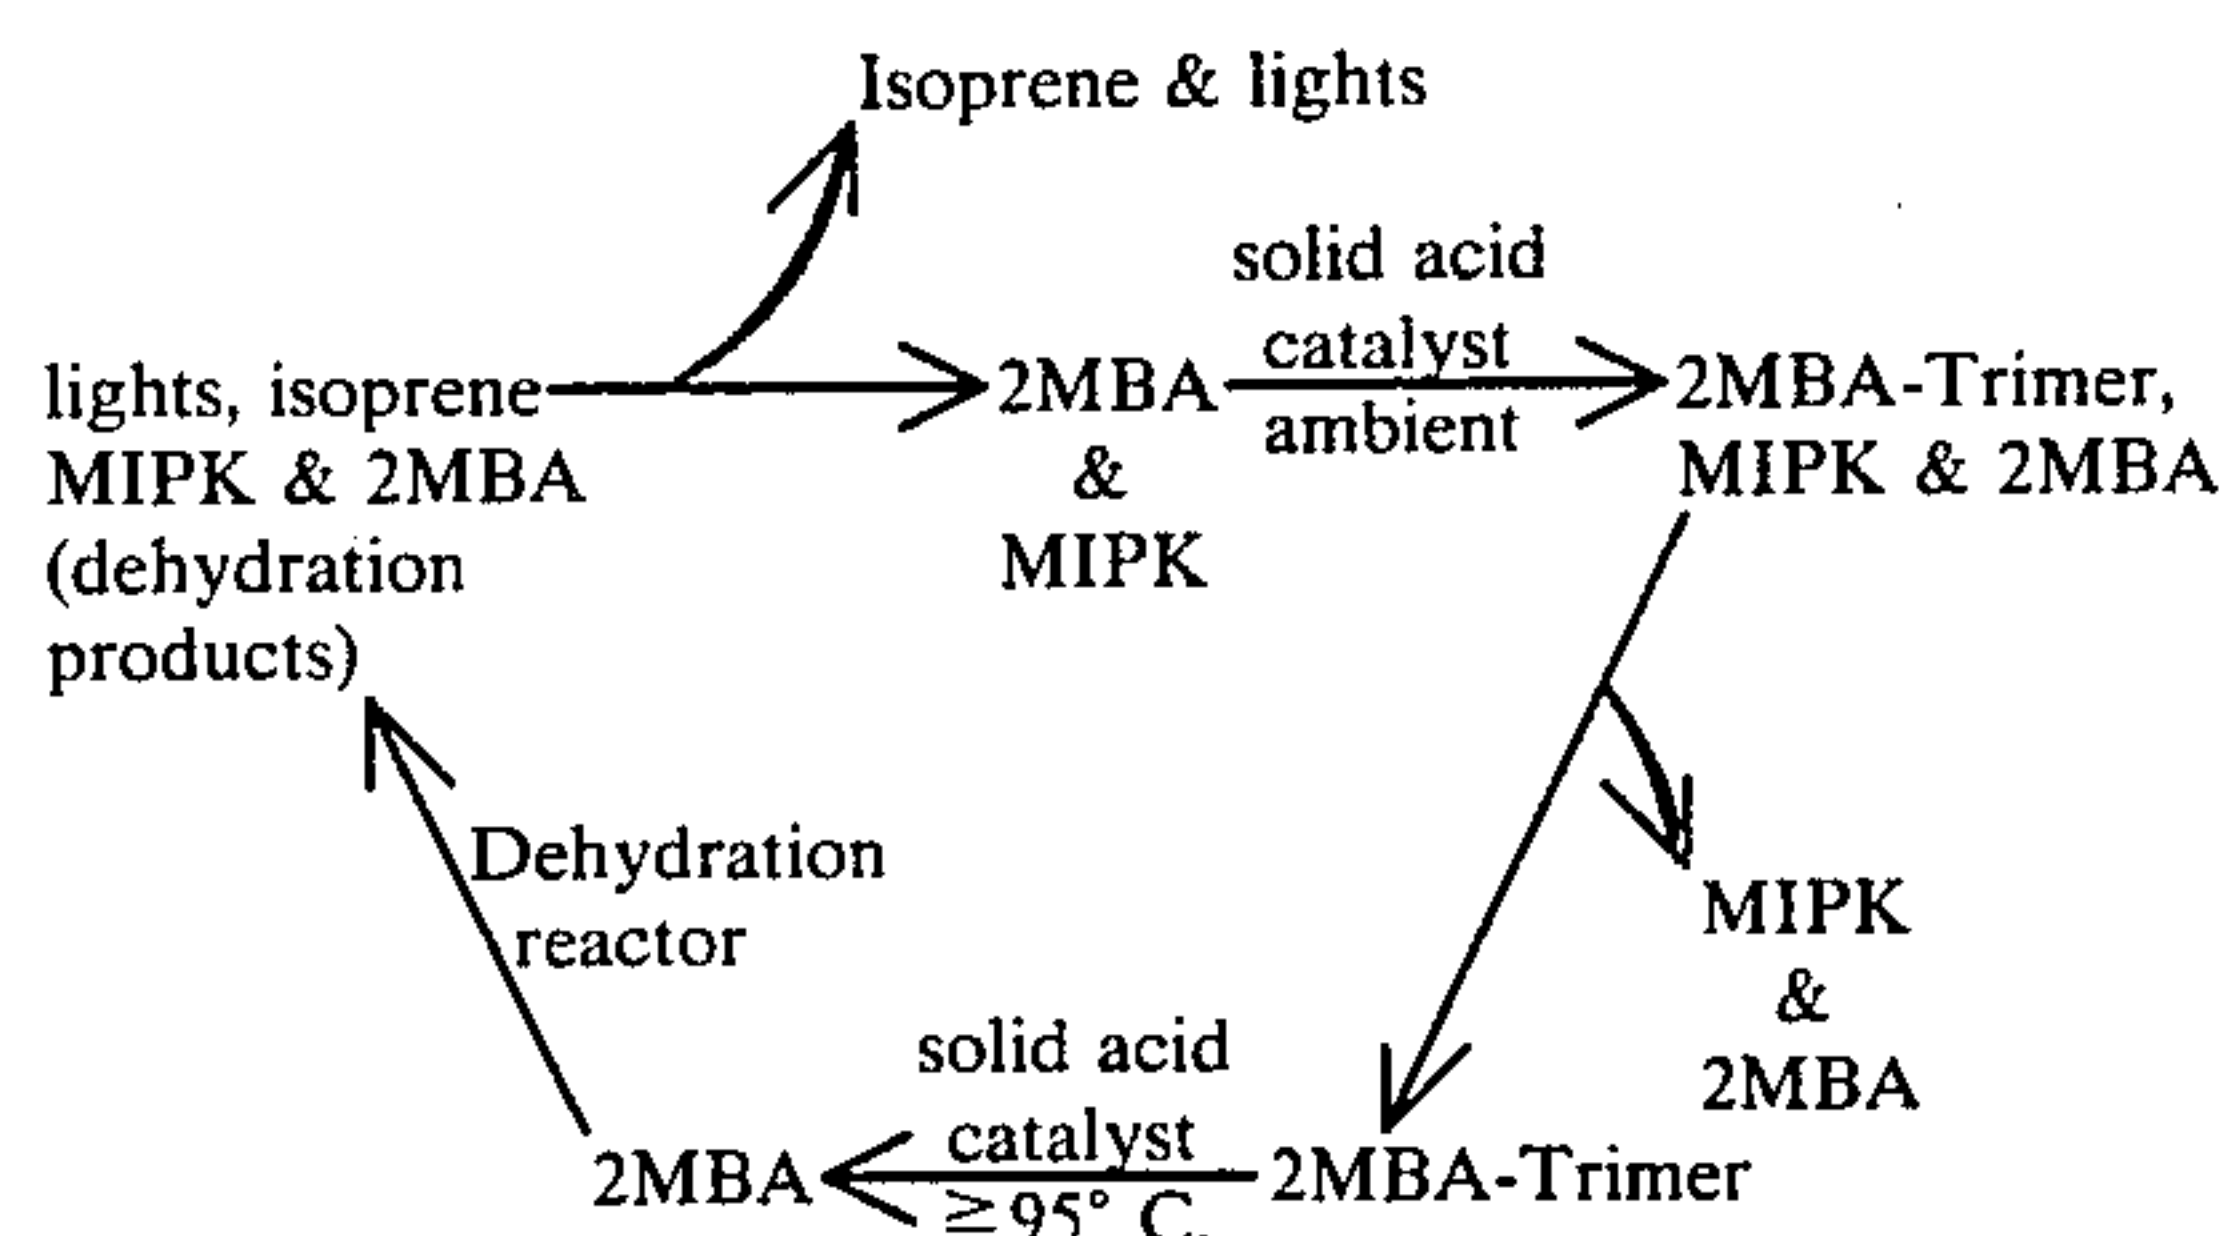 Isoprene & lights
solid acid
catalyst
ambient
lights, isoprene
MIPK & 2MBA
(dehydration
products)
2MBA
&
MIPK
2MBA-Trimer,
MIPK & 2MBA
MIPK
&
2MBA
Dehydration
reactor
solid acid
catalyst
≧95° C.
2MBA
2MBA-Trimer